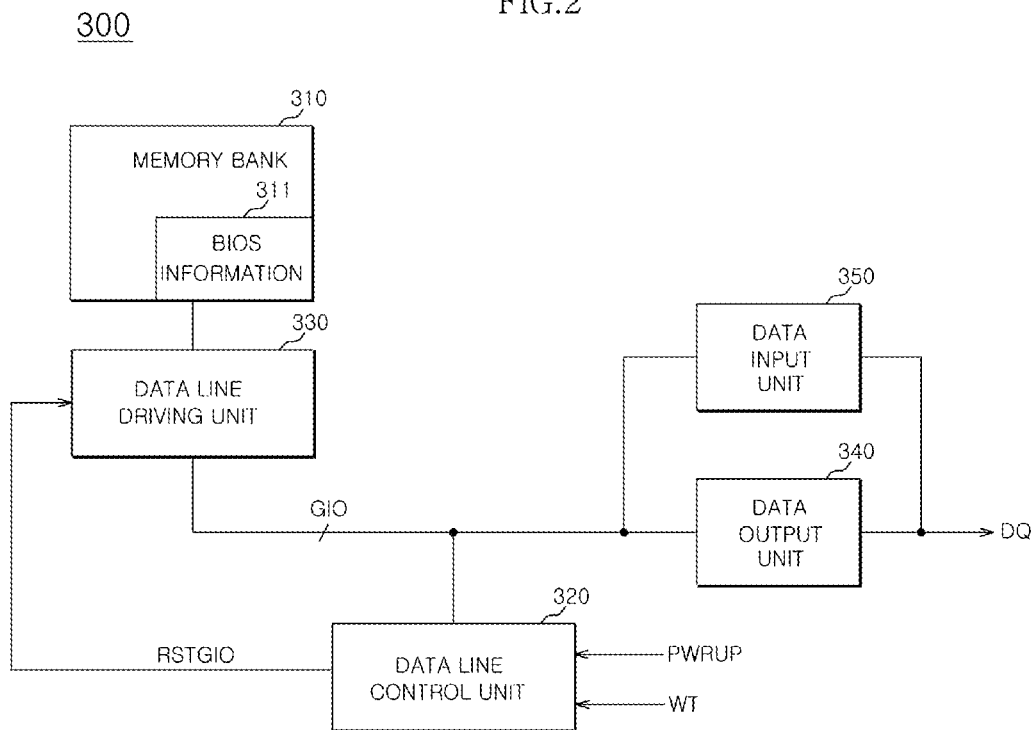 FIG.2
300
310
MEMORY BANK
311
BIOS
INFORMATION
330
DATA LINE
DRIVING UNIT
350
DATA
INPUT
UNIT
340
DATA
OUTPUT
UNIT
GIO
DQ
320
RSTGIO
DATA LINE
CONTROL UNIT
PWRUP
WT